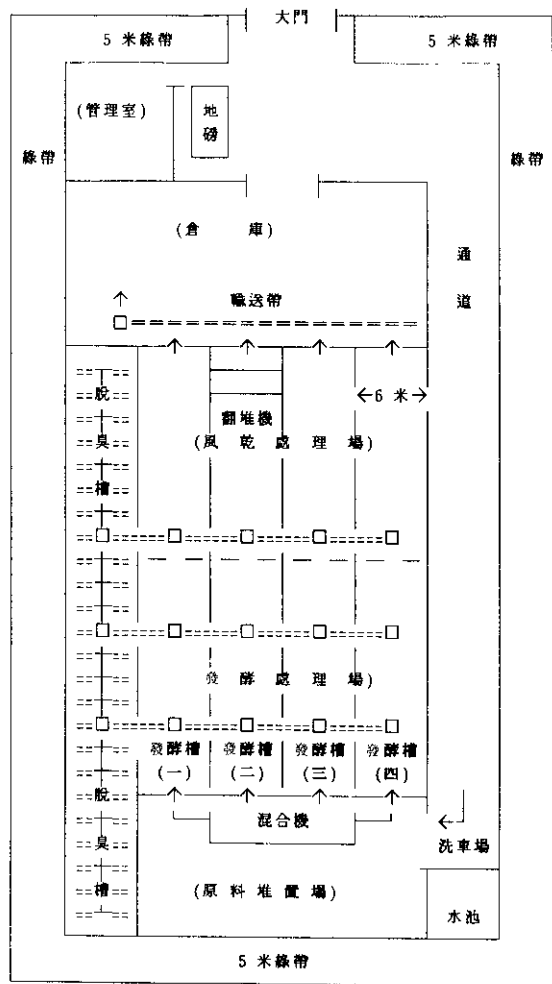 大門
5 米綠帶
5 米綠帶
(管理室)
地磅
綠帶
綠帶
(倉 庫)
通道
輸送帶
脫臭槽
6 米
翻堆機
(風乾處理場)
發酵處理場)
發酵槽
(一)
發酵槽
(二)
發酵槽
(三)
發酵槽
(四)
脫臭槽
混合機
洗車場
(原料堆置場)
水池
5 米綠帶